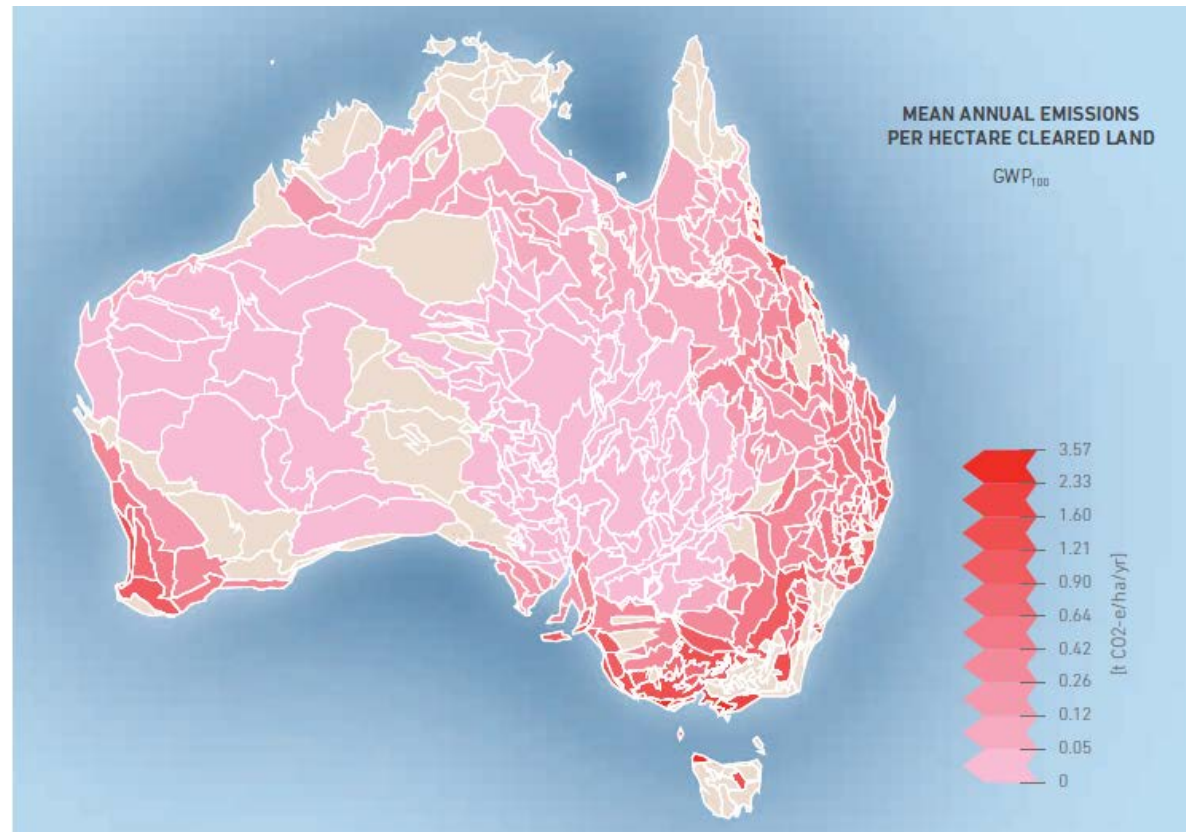 MEAN ANNUAL EMISSIONS
PER HECTARE CLEARED LAND
GWP₁₀₀
3.57
2.33
1.60
1.21
0.90
0.64
0.42
0.26
0.12
0.05
0
[t CO2-e/ha/yr]